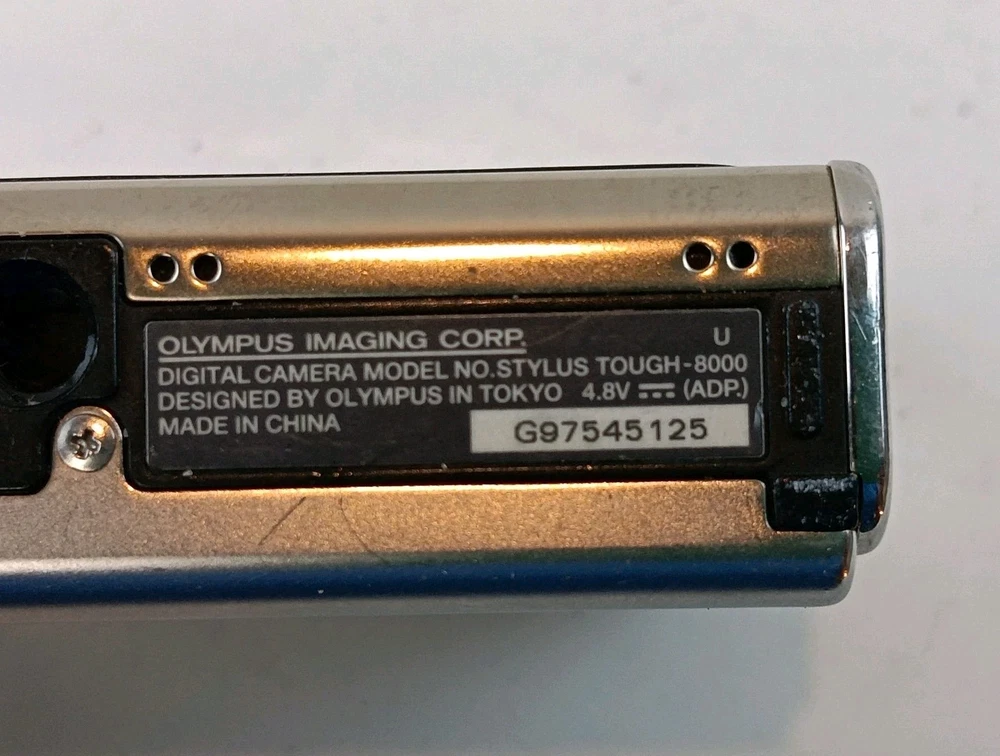 OLYMPUS IMAGING CORP. U
DIGITAL CAMERA MODEL NO.STYLUS TOUGH-8000
DESIGNED BY OLYMPUS IN TOKYO 4.8V ⎓ (ADP.)
MADE IN CHINA
G97545125